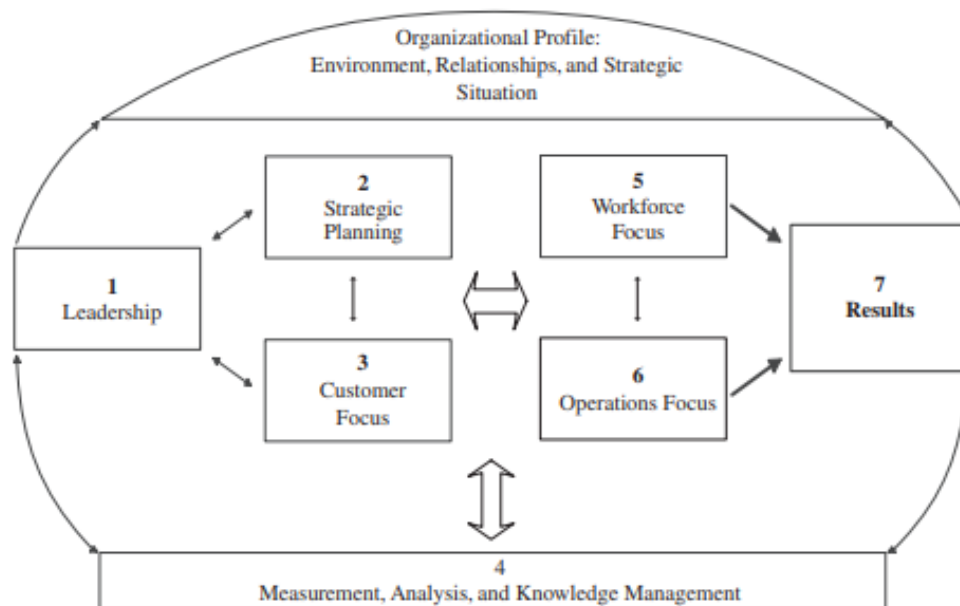 Organizational Profile:
Environment, Relationships, and Strategic
Situation
2
Strategic
Planning
5
Workforce
Focus
1
Leadership
7
Results
3
Customer
Focus
6
Operations Focus
4
Measurement, Analysis, and Knowledge Management